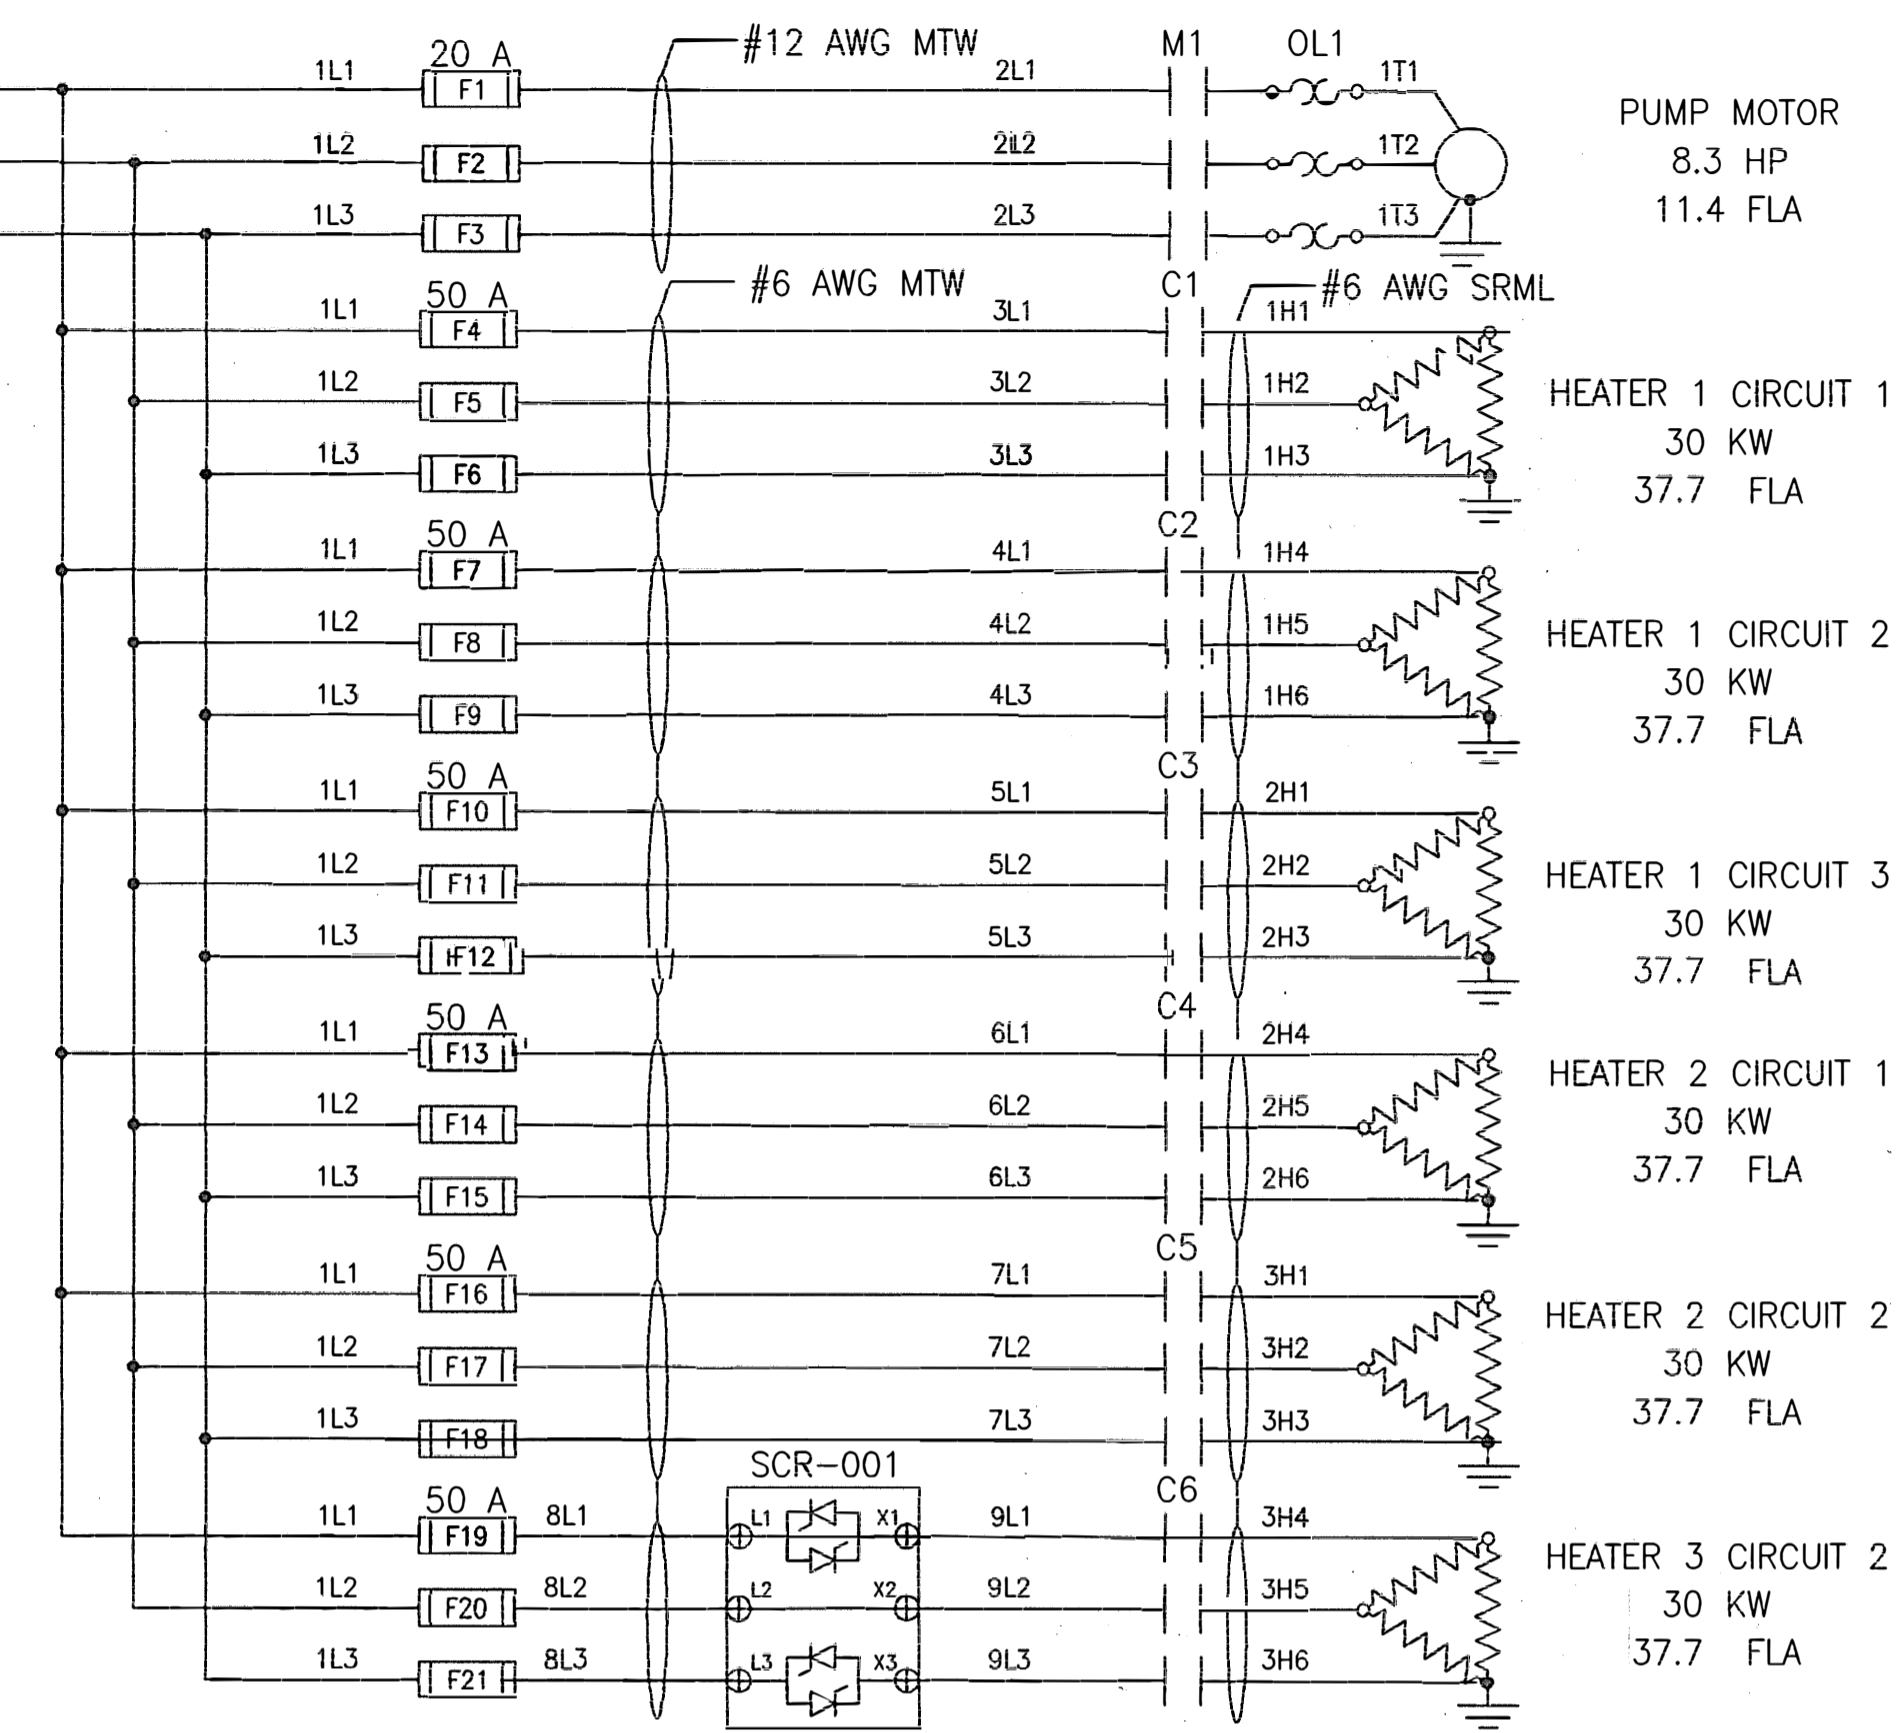 #12 AWG MTW
M1
OL1
20 A
1L1
F1
2L1
1T1
1L2
F2
2L2
1T2
1L3
F3
2L3
1T3
PUMP MOTOR
8.3 HP
11.4 FLA
#6 AWG MTW
C1
#6 AWG SRML
50 A
1L1
F4
3L1
1H1
1L2
F5
3L2
1H2
1L3
F6
3L3
1H3
HEATER 1 CIRCUIT 1
30 KW
37.7 FLA
C2
50 A
1L1
F7
4L1
1H4
1L2
F8
4L2
1H5
1L3
F9
4L3
1H6
HEATER 1 CIRCUIT 2
30 KW
37.7 FLA
C3
50 A
1L1
F10
5L1
2H1
1L2
F11
5L2
2H2
1L3
F12
5L3
2H3
HEATER 1 CIRCUIT 3
30 KW
37.7 FLA
C4
50 A
1L1
F13
6L1
2H4
1L2
F14
6L2
2H5
1L3
F15
6L3
2H6
HEATER 2 CIRCUIT 1
30 KW
37.7 FLA
C5
50 A
1L1
F16
7L1
3H1
1L2
F17
7L2
3H2
1L3
F18
7L3
3H3
HEATER 2 CIRCUIT 2
30 KW
37.7 FLA
SCR-001
C6
50 A
1L1
F19
8L1
L1
X1
9L1
3H4
1L2
F20
8L2
L2
X2
9L2
3H5
1L3
F21
8L3
L3
X3
9L3
3H6
HEATER 3 CIRCUIT 2
30 KW
37.7 FLA